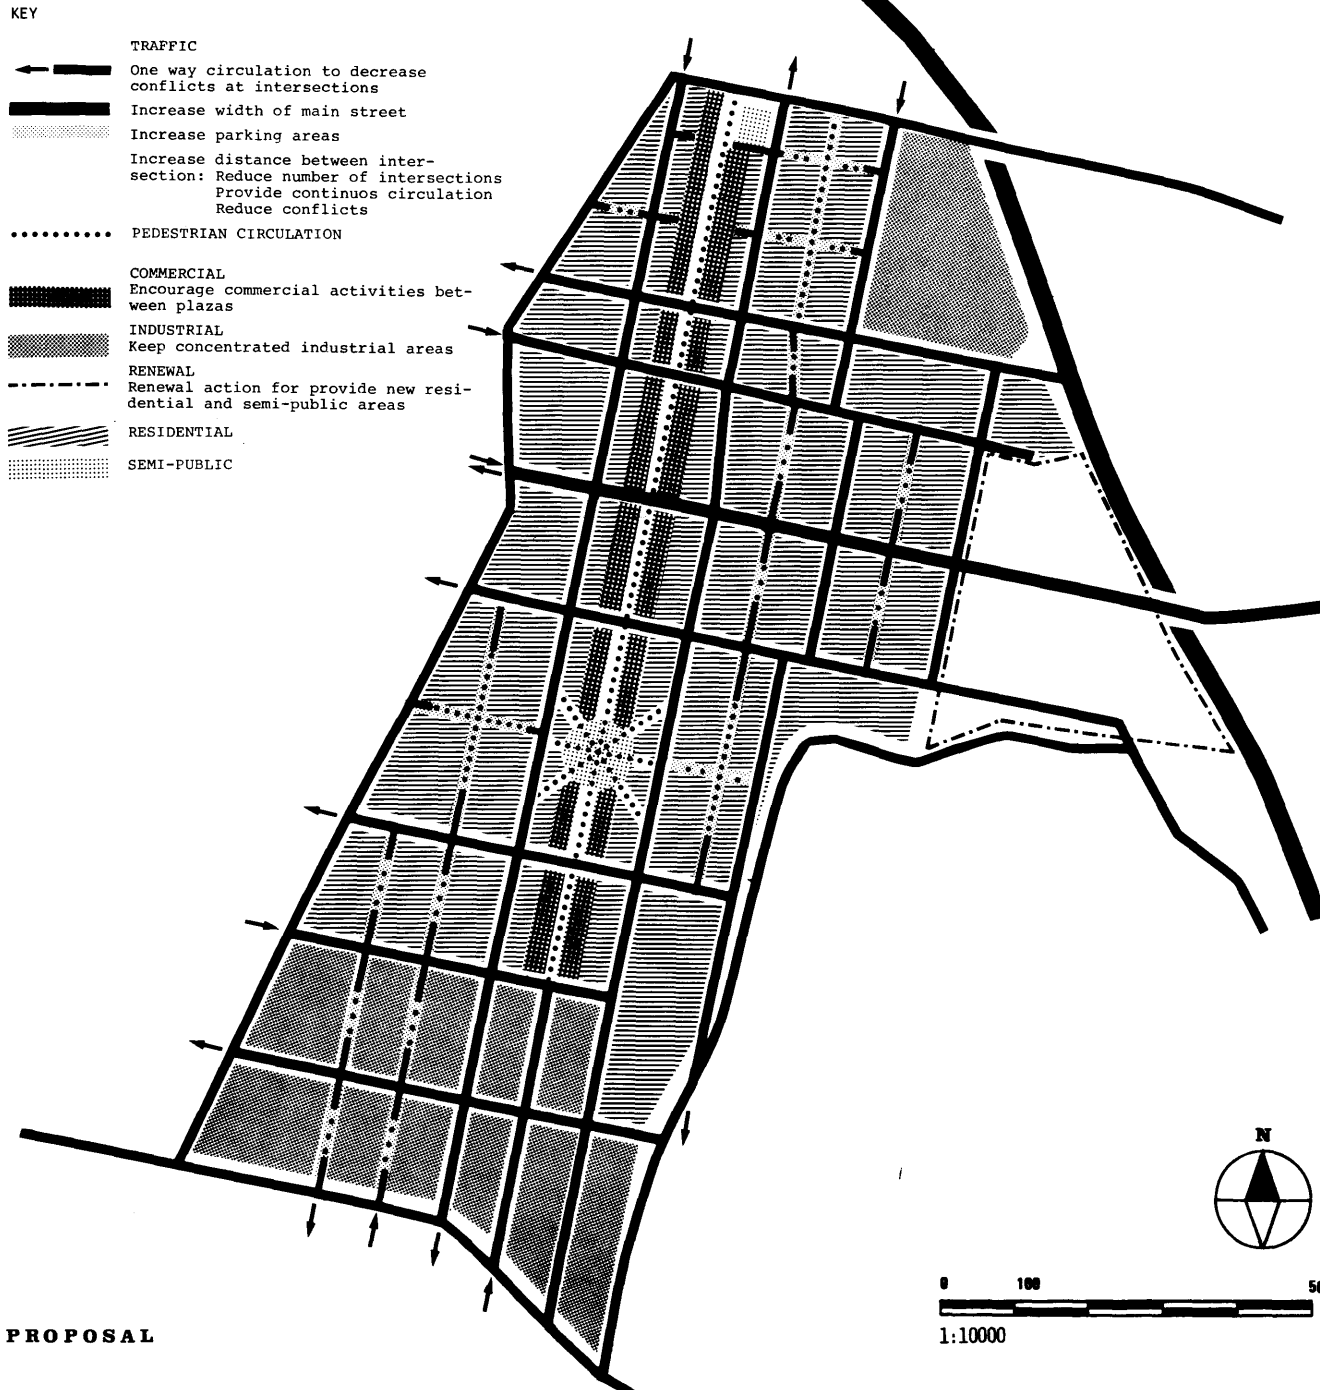 KEY
TRAFFIC
One way circulation to decrease
conflicts at intersections
Increase width of main street
Increase parking areas
Increase distance between inter-
section: Reduce number of intersections
Provide continuos circulation
Reduce conflicts
PEDESTRIAN CIRCULATION
COMMERCIAL
Encourage commercial activities bet-
ween plazas
INDUSTRIAL
Keep concentrated industrial areas
RENEWAL
Renewal action for provide new resi-
dential and semi-public areas
RESIDENTIAL
SEMI-PUBLIC
N
0 100
1:10000
PROPOSAL